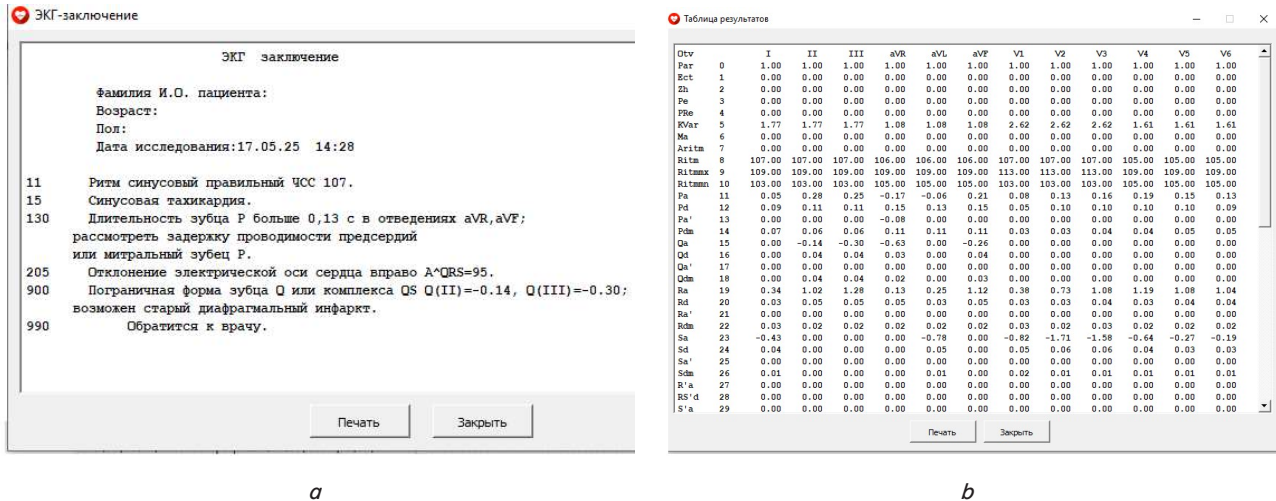 ЭКГ-заключение
ЭКГ заключение
Фамилия И.О. пациента:
Возраст:
Пол:
Дата исследования:17.05.25 14:28
11 Ритм синусовый правильный ЧСС 107.
15 Синусовая тахикардия.
130 Длительность зубца P больше 0,13 с в отведениях aVR,aVF;
рассмотреть задержку проводимости предсердий
или митральный зубец P.
205 Отклонение электрической оси сердца вправо A^QRS=95.
900 Пограничная форма зубца Q или комплекса QS Q(II)=-0.14, Q(III)=-0.30;
возможен старый диафрагмальный инфаркт.
990 Обратится к врачу.
Печать Закрыть
a
Таблица результатов
Otv I II III aVR aVL aVF V1 V2 V3 V4 V5 V6
Par 0 1.00 1.00 1.00 1.00 1.00 1.00 1.00 1.00 1.00 1.00 1.00 1.00
Ect 1 0.00 0.00 0.00 0.00 0.00 0.00 0.00 0.00 0.00 0.00 0.00 0.00
Zh 2 0.00 0.00 0.00 0.00 0.00 0.00 0.00 0.00 0.00 0.00 0.00 0.00
Pe 3 0.00 0.00 0.00 0.00 0.00 0.00 0.00 0.00 0.00 0.00 0.00 0.00
PRe 4 0.00 0.00 0.00 0.00 0.00 0.00 0.00 0.00 0.00 0.00 0.00 0.00
KVar 5 1.77 1.77 1.77 1.08 1.08 1.08 2.62 2.62 2.62 1.61 1.61 1.61
Ma 6 0.00 0.00 0.00 0.00 0.00 0.00 0.00 0.00 0.00 0.00 0.00 0.00
Aritm 7 0.00 0.00 0.00 0.00 0.00 0.00 0.00 0.00 0.00 0.00 0.00 0.00
Ritm 8 107.00 107.00 107.00 106.00 106.00 106.00 107.00 107.00 107.00 105.00 105.00 105.00
Ritmmx 9 109.00 109.00 109.00 109.00 109.00 109.00 113.00 113.00 113.00 109.00 109.00 109.00
Ritmmn 10 103.00 103.00 103.00 105.00 105.00 105.00 103.00 103.00 103.00 105.00 105.00 105.00
Pa 11 0.05 0.28 0.25 -0.17 -0.06 0.21 0.08 0.13 0.16 0.19 0.15 0.13
Pd 12 0.09 0.11 0.11 0.15 0.13 0.15 0.05 0.10 0.10 0.10 0.10 0.09
Pa' 13 0.00 0.00 0.00 -0.08 0.00 0.00 0.00 0.00 0.00 0.00 0.00 0.00
Pdm 14 0.07 0.06 0.06 0.11 0.11 0.11 0.03 0.03 0.04 0.04 0.05 0.05
Qa 15 0.00 -0.14 -0.30 -0.63 0.00 -0.26 0.00 0.00 0.00 0.00 0.00 0.00
Qd 16 0.00 0.04 0.04 0.03 0.00 0.04 0.00 0.00 0.00 0.00 0.00 0.00
Qa' 17 0.00 0.00 0.00 0.00 0.00 0.00 0.00 0.00 0.00 0.00 0.00 0.00
Qdm 18 0.00 0.04 0.04 0.02 0.00 0.03 0.00 0.00 0.00 0.00 0.00 0.00
Ra 19 0.34 1.02 1.28 0.13 0.25 1.12 0.38 0.73 1.08 1.19 1.08 1.04
Rd 20 0.03 0.05 0.05 0.05 0.03 0.05 0.03 0.03 0.04 0.03 0.04 0.04
Ra' 21 0.00 0.00 0.00 0.00 0.00 0.00 0.00 0.00 0.00 0.00 0.00 0.00
Rdm 22 0.03 0.02 0.02 0.02 0.02 0.02 0.03 0.02 0.03 0.02 0.02 0.02
Sa 23 -0.43 0.00 0.00 0.00 -0.78 0.00 -0.82 -1.71 -1.58 -0.64 -0.27 -0.19
Sd 24 0.04 0.00 0.00 0.00 0.05 0.00 0.05 0.06 0.06 0.04 0.03 0.03
Sa' 25 0.00 0.00 0.00 0.00 0.00 0.00 0.00 0.00 0.00 0.00 0.00 0.00
Sdm 26 0.01 0.00 0.00 0.00 0.01 0.00 0.02 0.01 0.01 0.01 0.01 0.01
R'a 27 0.00 0.00 0.00 0.00 0.00 0.00 0.00 0.00 0.00 0.00 0.00 0.00
RS'd 28 0.00 0.00 0.00 0.00 0.00 0.00 0.00 0.00 0.00 0.00 0.00 0.00
S'a 29 0.00 0.00 0.00 0.00 0.00 0.00 0.00 0.00 0.00 0.00 0.00 0.00
Печать Закрыть
b